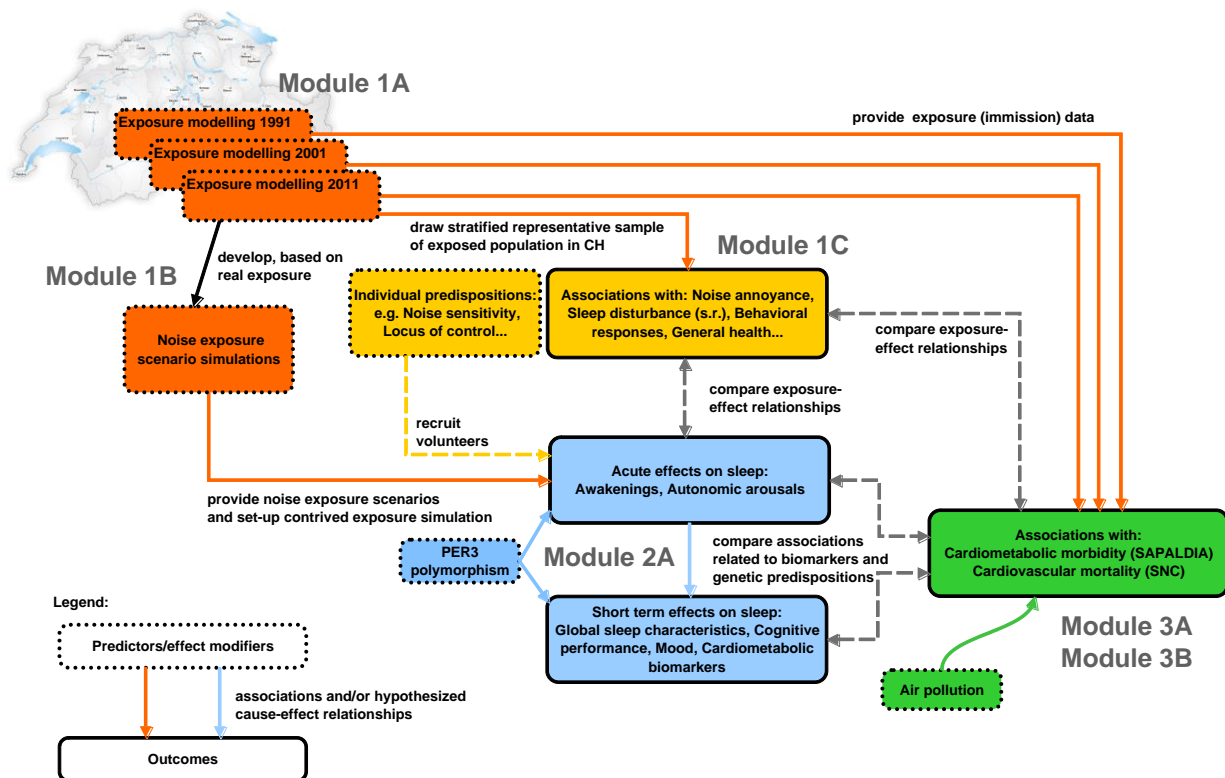 Module 1A
Exposure modelling 1991
Exposure modelling 2001
Exposure modelling 2011
provide exposure (immission) data
draw stratified representative sample
of exposed population in CH
Module 1C
develop, based on
real exposure
Module 1B
Individual predispositions:
e.g. Noise sensitivity,
Locus of control...
Associations with: Noise annoyance,
Sleep disturbance (s.r.), Behavioral
responses, General health...
Noise exposure
scenario simulations
compare exposure-
effect relationships
compare exposure-
effect relationships
recruit
volunteers
Acute effects on sleep:
Awakenings, Autonomic arousals
provide noise exposure scenarios
and set-up contrived exposure simulation
PER3
polymorphism
Module 2A
compare associations
related to biomarkers and
genetic predispositions
Associations with:
Cardiometabolic morbidity (SAPALDIA)
Cardiovascular mortality (SNC)
Short term effects on sleep:
Global sleep characteristics, Cognitive
performance, Mood, Cardiometabolic
biomarkers
Module 3A
Module 3B
Air pollution
Legend:
Predictors/effect modifiers
associations and/or hypothesized
cause-effect relationships
Outcomes